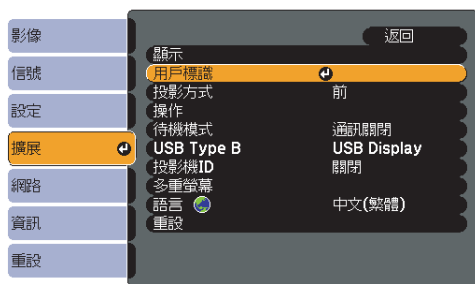 影像
信號
設定
擴展
網路
資訊
重設
返回
顯示
用戶標識
投影方式 前
操作
待機模式 通訊關閉
USB Type B USB Display
投影機ID 關閉
多重螢幕
語言 中文(繁體)
重設